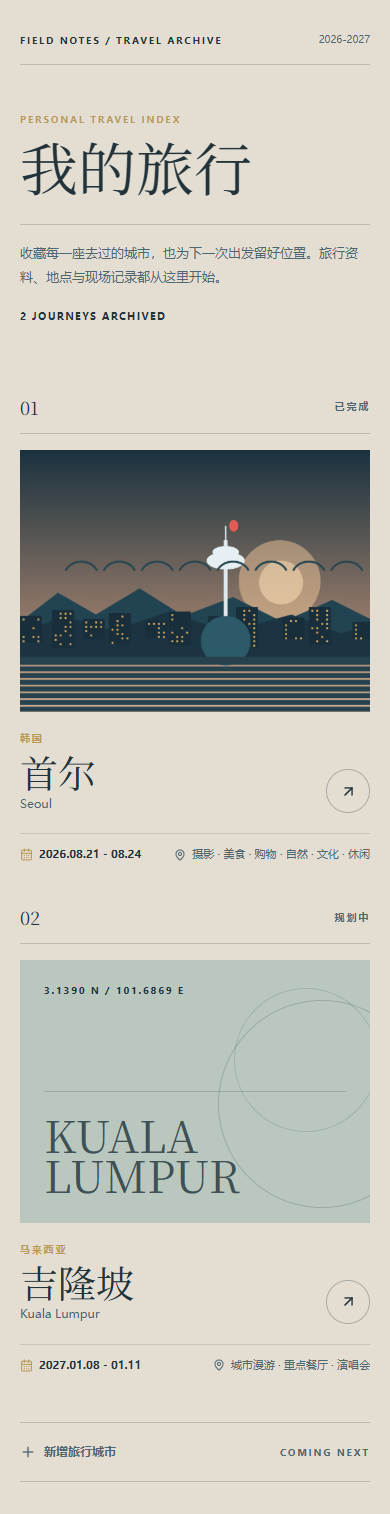 FIELD NOTES / TRAVEL ARCHIVE
2026-2027
PERSONAL TRAVEL INDEX
我的旅行
收藏每一座去过的城市，也为下一次出发留好位置。旅行资
料、地点与现场记录都从这里开始。
2 JOURNEYS ARCHIVED
01
已完成
韩国
首尔
Seoul
2026.08.21 - 08.24
摄影 · 美食 · 购物 · 自然 · 文化 · 休闲
02
规划中
3.1390 N / 101.6869 E
KUALA
LUMPUR
马来西亚
吉隆坡
Kuala Lumpur
2027.01.08 - 01.11
城市漫游 · 重点餐厅 · 演唱会
新增旅行城市
COMING NEXT